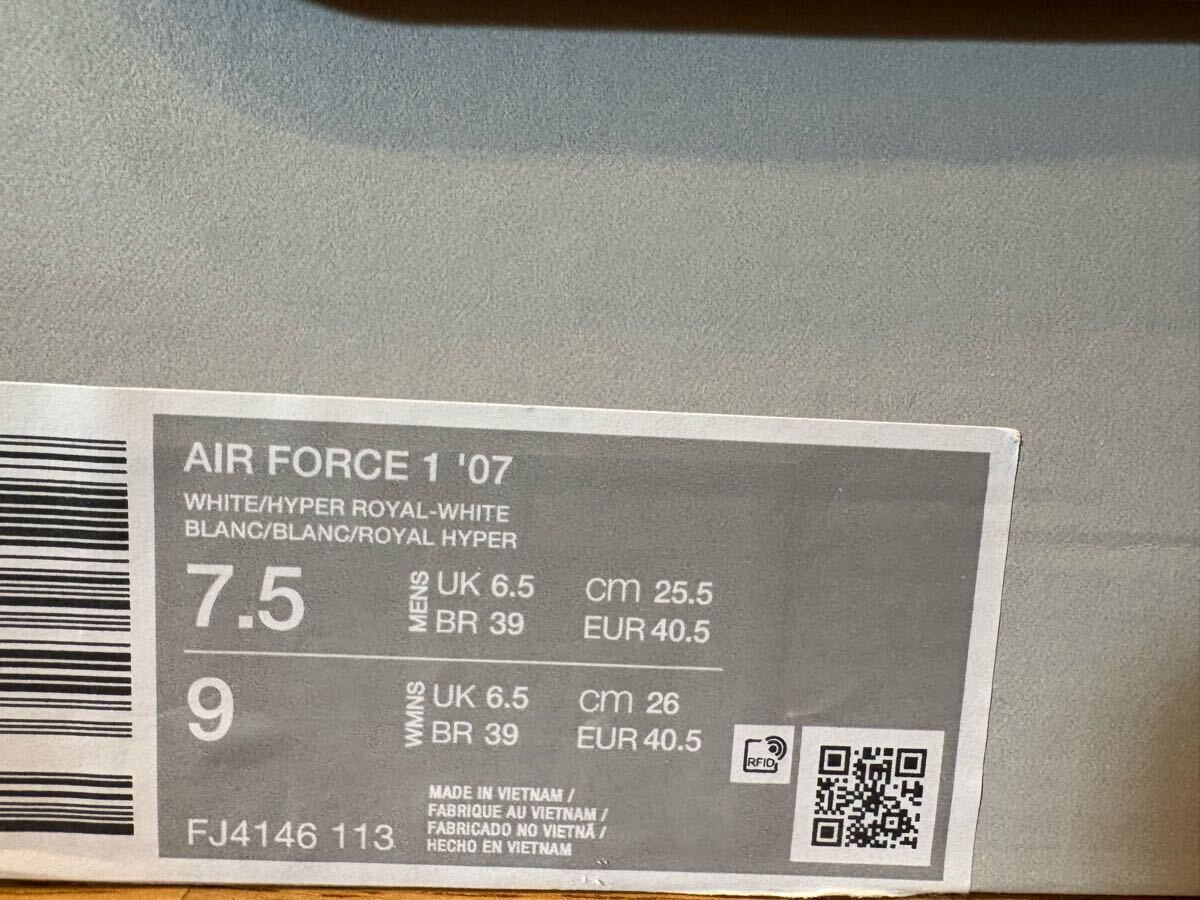 AIR FORCE 1 '07
WHITE/HYPER ROYAL-WHITE
BLANC/BLANC/ROYAL HYPER
7.5 MENS UK 6.5 cm 25.5
BR 39 EUR 40.5
9 WMNS UK 6.5 cm 26
BR 39 EUR 40.5
RFID
MADE IN VIETNAM /
FABRIQUE AU VIETNAM /
FABRICADO NO VIETNÃ /
HECHO EN VIETNAM
FJ4146 113